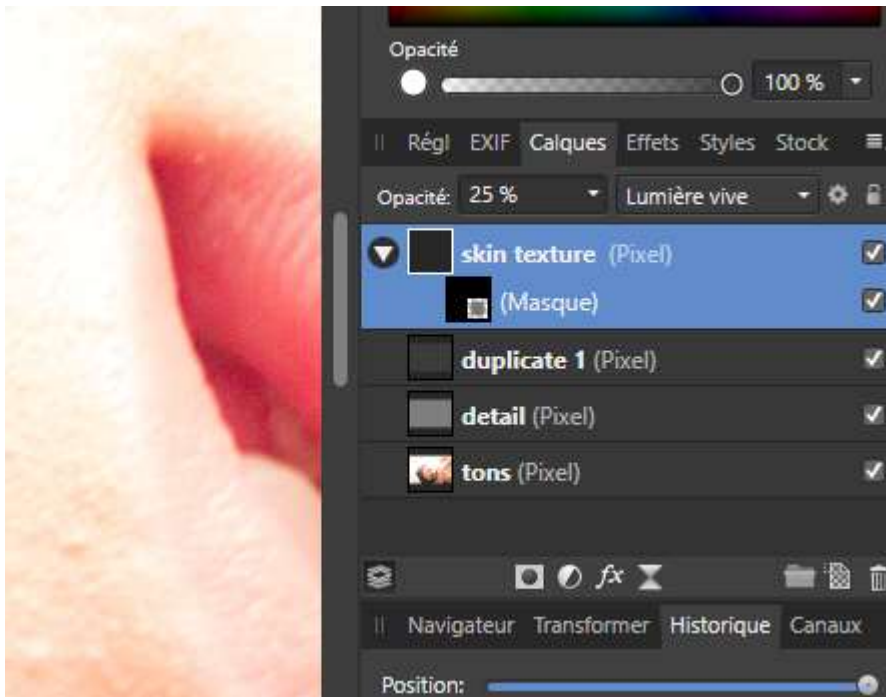 Opacité
100 %
Régl EXIF Calques Effets Styles Stock
Opacité: 25 % Lumière vive
skin texture (Pixel)
(Masque)
duplicate 1 (Pixel)
detail (Pixel)
tons (Pixel)
fx
Navigateur Transformer Historique Canaux
Position: